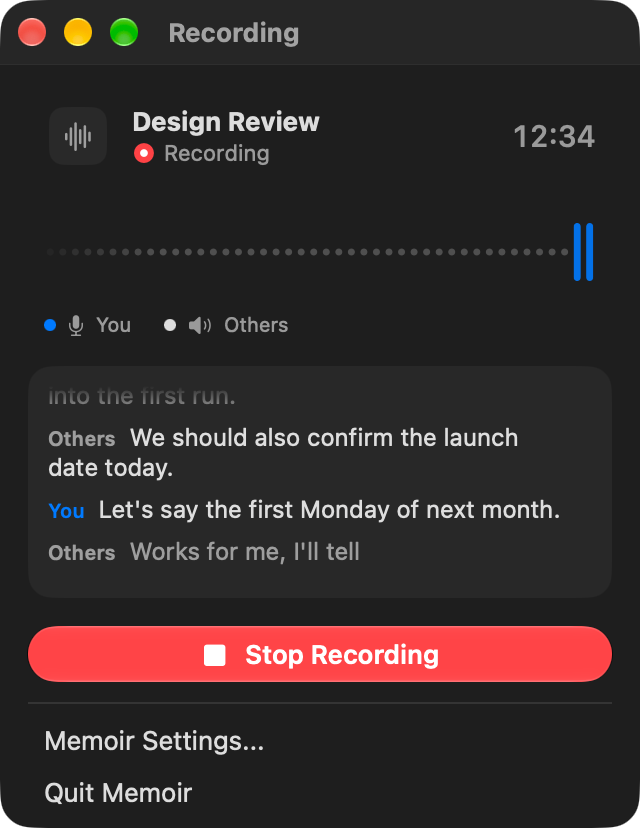 Recording
Design Review
Recording
12:34
You
Others
into the first run.
Others We should also confirm the launch
date today.
You Let's say the first Monday of next month.
Others Works for me, I'll tell
Stop Recording
Memoir Settings...
Quit Memoir